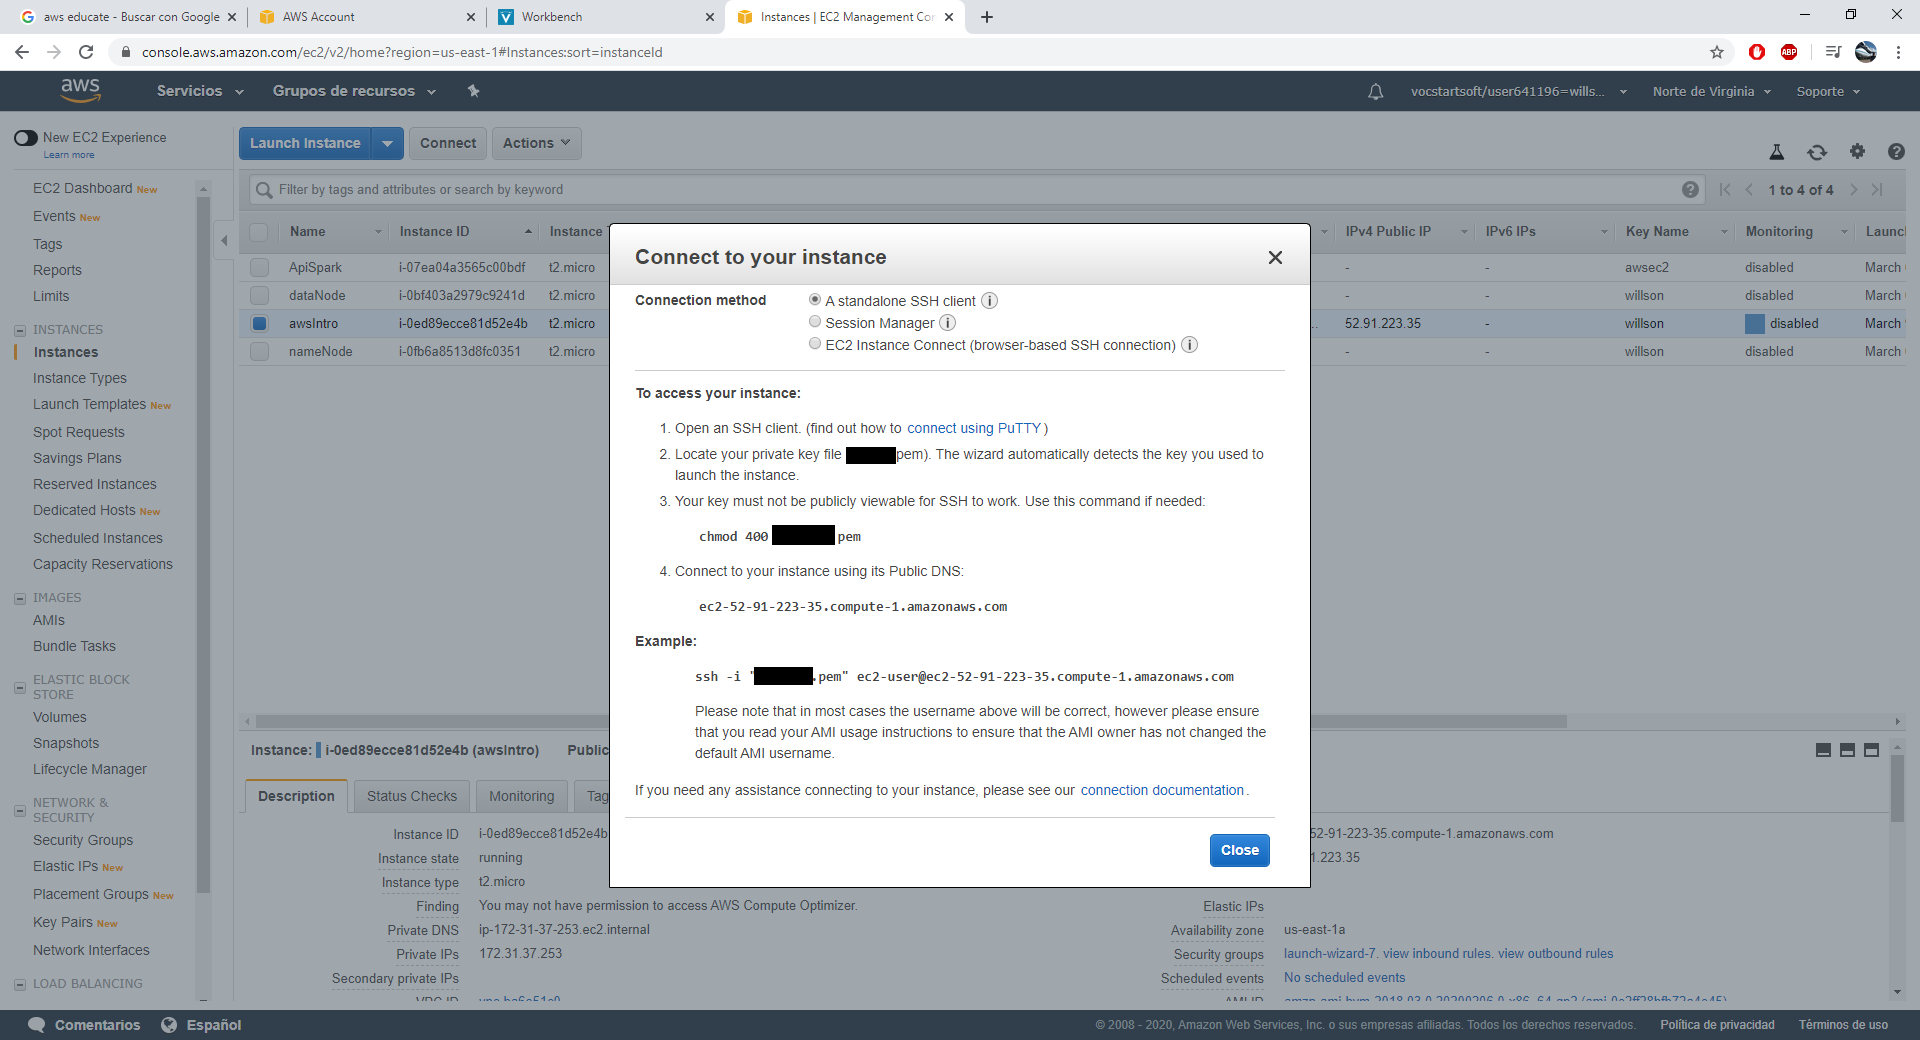 aws educate - Buscar con Google
AWS Account
Workbench
Instances | EC2 Management Con
console.aws.amazon.com/ec2/v2/home?region=us-east-1#Instances:sort=instanceId
ABP
aws
Servicios
Grupos de recursos
vocstartsoft/user641196=wills...
Norte de Virginia
Soporte
New EC2 Experience
Learn more
EC2 Dashboard New
Events New
Tags
Reports
Limits
INSTANCES
Instances
Instance Types
Launch Templates New
Spot Requests
Savings Plans
Reserved Instances
Dedicated Hosts New
Scheduled Instances
Capacity Reservations
IMAGES
AMIs
Bundle Tasks
ELASTIC BLOCK
STORE
Volumes
Snapshots
Lifecycle Manager
NETWORK &
SECURITY
Security Groups
Elastic IPs New
Placement Groups New
Key Pairs New
Network Interfaces
LOAD BALANCING
Launch Instance
Connect
Actions
Filter by tags and attributes or search by keyword
1 to 4 of 4
Name Instance ID Instance IPv4 Public IP IPv6 IPs Key Name Monitoring Launc
ApiSpark i-07ea04a3565c00bdf t2.micro - - awsec2 disabled March
dataNode i-0bf403a2979c9241d t2.micro - - willson disabled March
awsIntro i-0ed89ecce81d52e4b t2.micro .. 52.91.223.35 - willson disabled March
nameNode i-0fb6a8513d8fc0351 t2.micro - - willson disabled March
Connect to your instance
Connection method
A standalone SSH client
Session Manager
EC2 Instance Connect (browser-based SSH connection)
To access your instance:
1. Open an SSH client. (find out how to connect using PuTTY)
2. Locate your private key file pem). The wizard automatically detects the key you used to
launch the instance.
3. Your key must not be publicly viewable for SSH to work. Use this command if needed:
chmod 400 pem
4. Connect to your instance using its Public DNS:
ec2-52-91-223-35.compute-1.amazonaws.com
Example:
ssh -i ".pem" ec2-user@ec2-52-91-223-35.compute-1.amazonaws.com
Please note that in most cases the username above will be correct, however please ensure
that you read your AMI usage instructions to ensure that the AMI owner has not changed the
default AMI username.
If you need any assistance connecting to your instance, please see our connection documentation.
Close
Instance: i-0ed89ecce81d52e4b (awsIntro) Public
Description
Status Checks
Monitoring
Tag
Instance ID i-0ed89ecce81d52e4b 52-91-223-35.compute-1.amazonaws.com
Instance state running 1.223.35
Instance type t2.micro
Finding You may not have permission to access AWS Compute Optimizer. Elastic IPs
Private DNS ip-172-31-37-253.ec2.internal Availability zone us-east-1a
Private IPs 172.31.37.253 Security groups launch-wizard-7. view inbound rules. view outbound rules
Secondary private IPs Scheduled events No scheduled events
VPC ID
Comentarios
Español
© 2008 - 2020, Amazon Web Services, Inc. o sus empresas afiliadas. Todos los derechos reservados.
Política de privacidad
Términos de uso